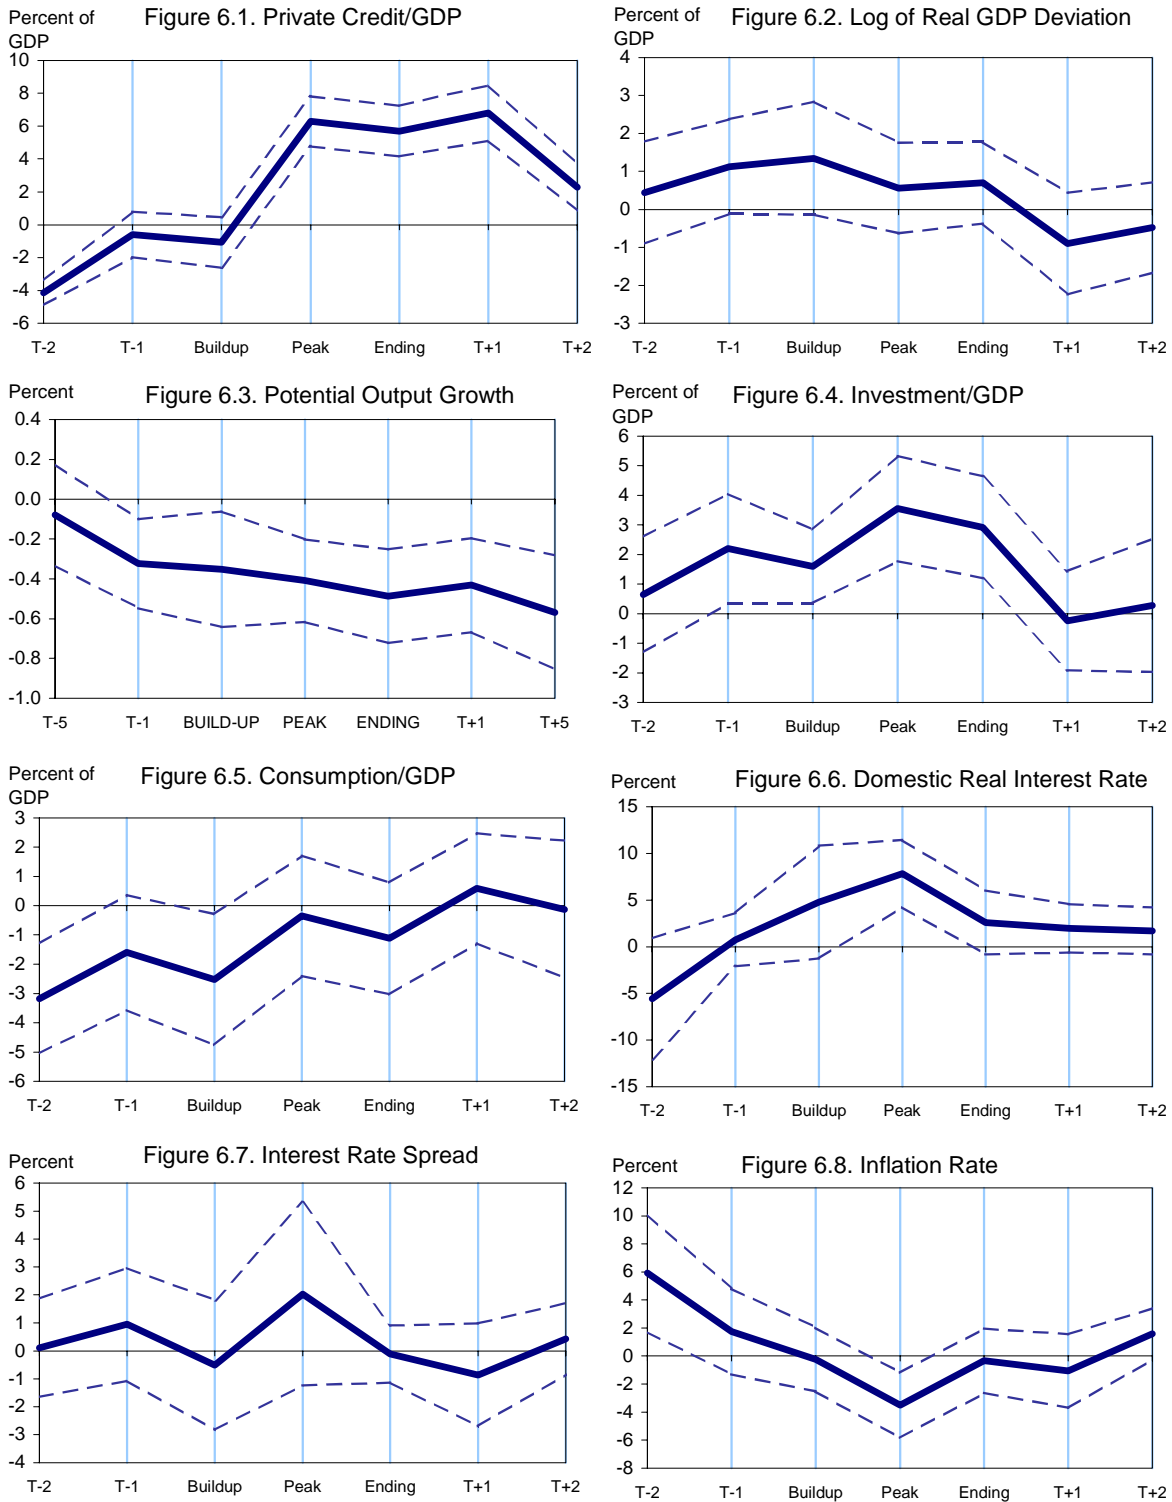 Percent of
GDP
Figure 6.1. Private Credit/GDP
10
8
6
4
2
0
-2
-4
-6
T-2 T-1 Buildup Peak Ending T+1 T+2
Percent of
GDP
Figure 6.2. Log of Real GDP Deviation
4
3
2
1
0
-1
-2
-3
T-2 T-1 Buildup Peak Ending T+1 T+2
Percent
Figure 6.3. Potential Output Growth
0.4
0.2
0.0
-0.2
-0.4
-0.6
-0.8
-1.0
T-5 T-1 BUILD-UP PEAK ENDING T+1 T+5
Percent of
GDP
Figure 6.4. Investment/GDP
6
5
4
3
2
1
0
-1
-2
-3
T-2 T-1 Buildup Peak Ending T+1 T+2
Percent of
GDP
Figure 6.5. Consumption/GDP
3
2
1
0
-1
-2
-3
-4
-5
-6
T-2 T-1 Buildup Peak Ending T+1 T+2
Percent
Figure 6.6. Domestic Real Interest Rate
15
10
5
0
-5
-10
-15
T-2 T-1 Buildup Peak Ending T+1 T+2
Percent
Figure 6.7. Interest Rate Spread
6
5
4
3
2
1
0
-1
-2
-3
-4
T-2 T-1 Buildup Peak Ending T+1 T+2
Percent
Figure 6.8. Inflation Rate
12
10
8
6
4
2
0
-2
-4
-6
-8
T-2 T-1 Buildup Peak Ending T+1 T+2